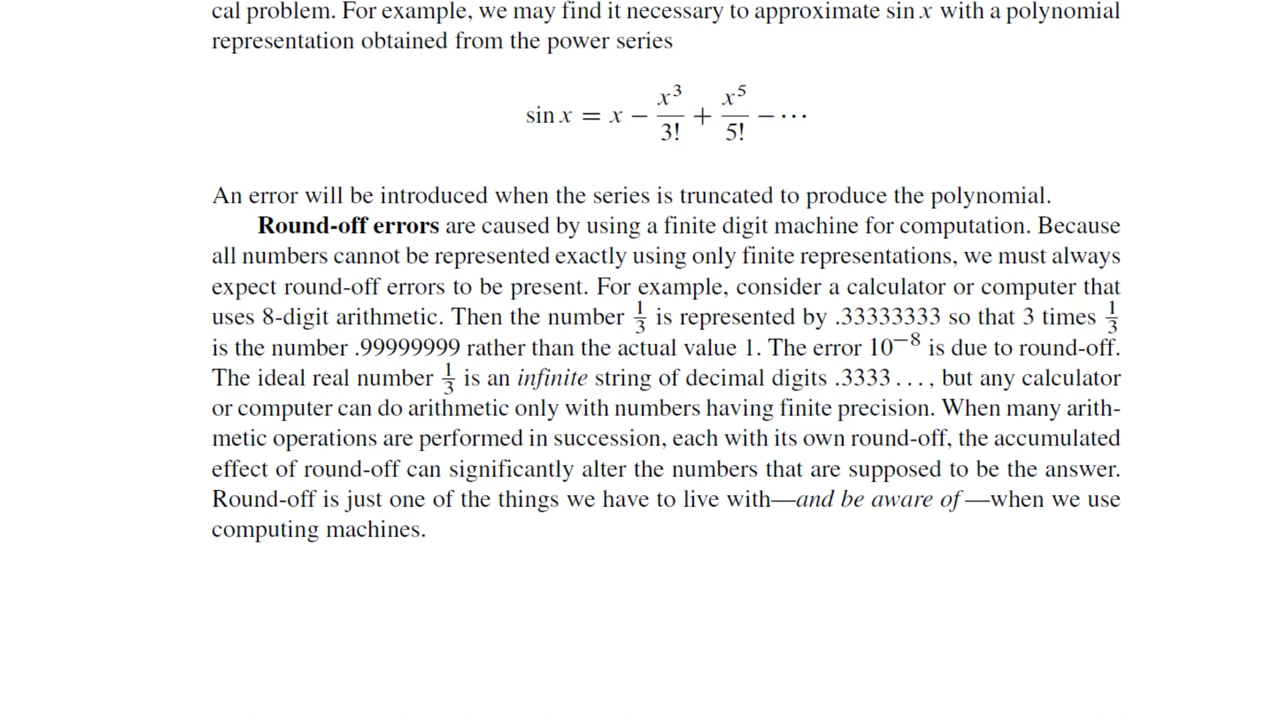 cal problem. For example, we may find it necessary to approximate sin x with a polynomial
representation obtained from the power series
sin x = x − x³/3! + x⁵/5! − ···
An error will be introduced when the series is truncated to produce the polynomial.
Round-off errors are caused by using a finite digit machine for computation. Because
all numbers cannot be represented exactly using only finite representations, we must always
expect round-off errors to be present. For example, consider a calculator or computer that
uses 8-digit arithmetic. Then the number 1/3 is represented by .33333333 so that 3 times 1/3
is the number .99999999 rather than the actual value 1. The error 10⁻⁸ is due to round-off.
The ideal real number 1/3 is an infinite string of decimal digits .3333..., but any calculator
or computer can do arithmetic only with numbers having finite precision. When many arith-
metic operations are performed in succession, each with its own round-off, the accumulated
effect of round-off can significantly alter the numbers that are supposed to be the answer.
Round-off is just one of the things we have to live with—and be aware of—when we use
computing machines.